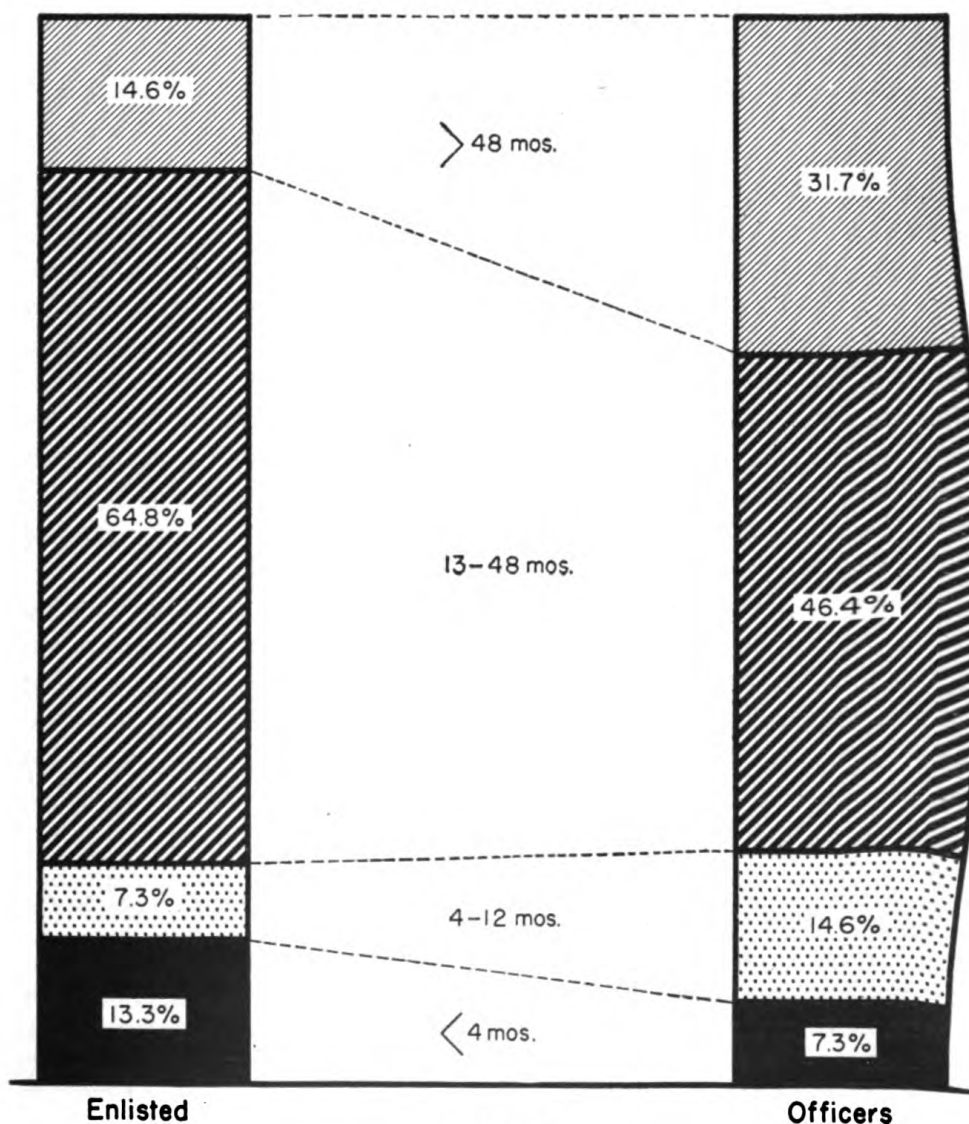 14.6%
> 48 mos.
31.7%
64.8%
13–48 mos.
46.4%
7.3%
4–12 mos.
14.6%
13.3%
< 4 mos.
7.3%
Enlisted
Officers